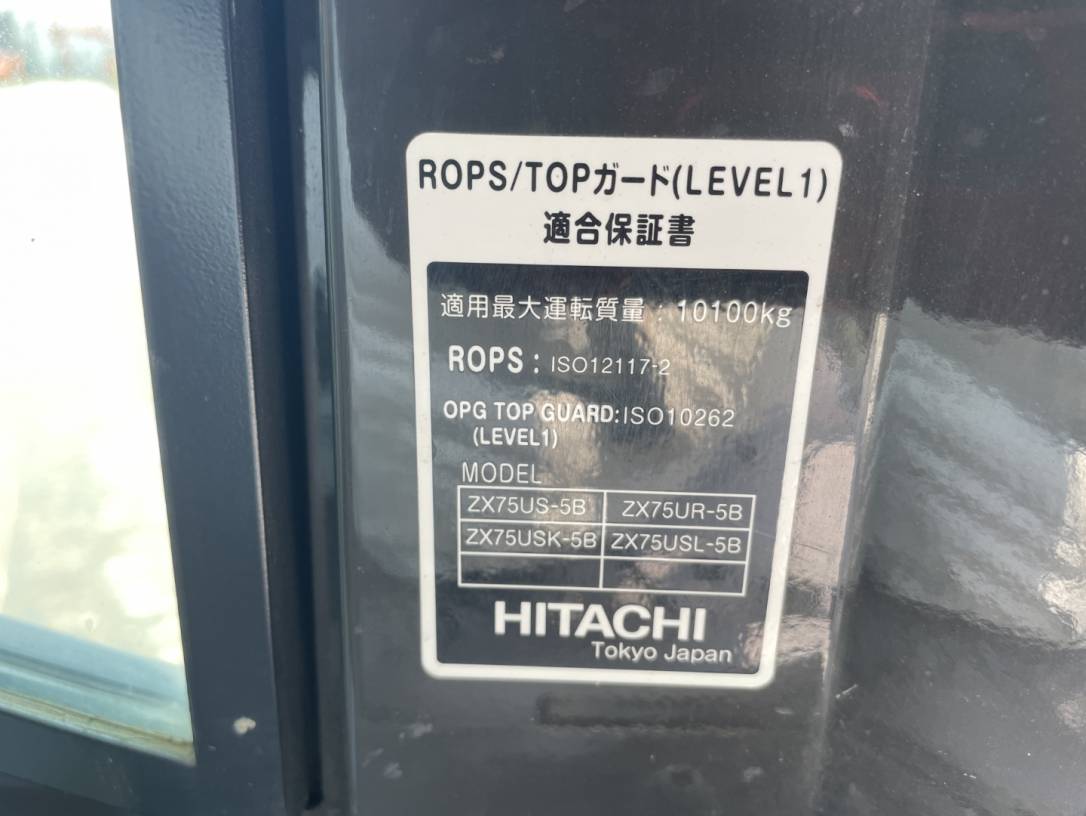 ROPS/TOPガード(LEVEL1)
適合保証書
適用最大運転質量：10100kg
ROPS：ISO12117-2
OPG TOP GUARD:ISO10262
(LEVEL1)
MODEL
ZX75US-5B ZX75UR-5B
ZX75USK-5B ZX75USL-5B
HITACHI
Tokyo Japan